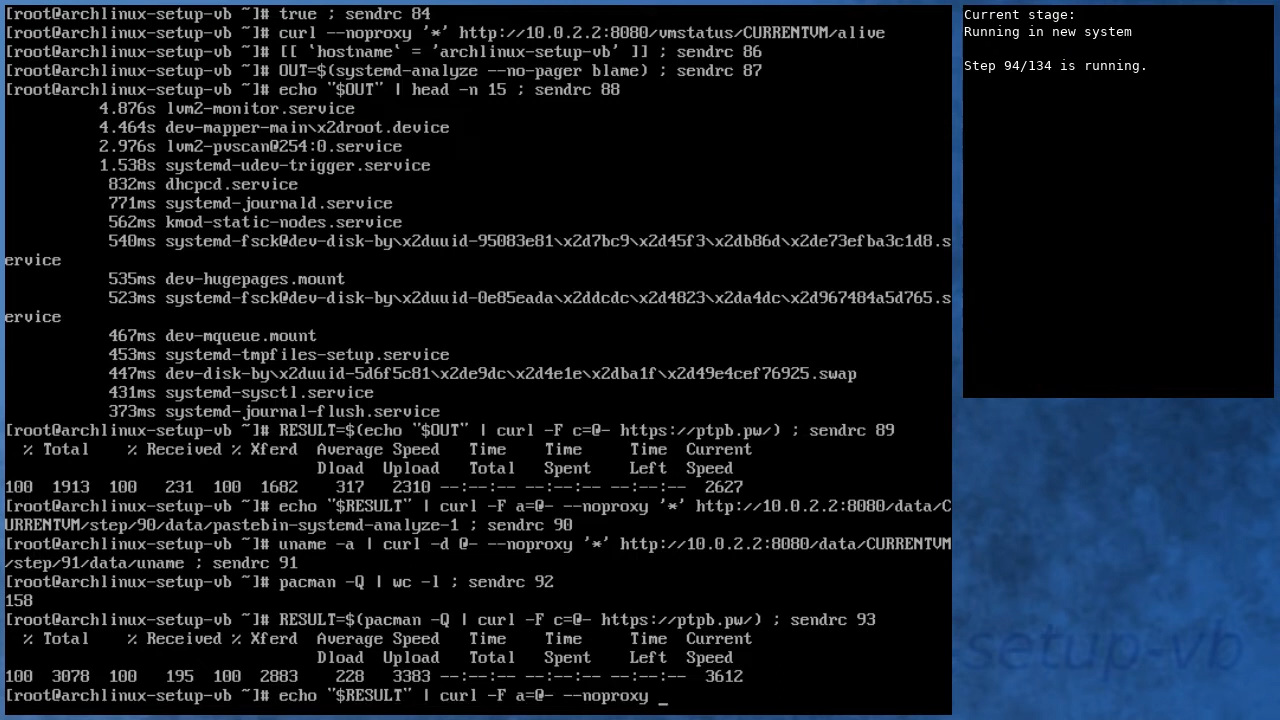 [root@archlinux-setup-vb ~]# true ; sendrc 84
[root@archlinux-setup-vb ~]# curl --noproxy '*' http://10.0.2.2:8080/vmstatus/CURRENTVM/alive
[root@archlinux-setup-vb ~]# [[ `hostname` = 'archlinux-setup-vb' ]] ; sendrc 86
[root@archlinux-setup-vb ~]# OUT=$(systemd-analyze --no-pager blame) ; sendrc 87
[root@archlinux-setup-vb ~]# echo "$OUT" | head -n 15 ; sendrc 88
4.876s lvm2-monitor.service
4.464s dev-mapper-main\x2droot.device
2.976s lvm2-pvscan@254:0.service
1.538s systemd-udev-trigger.service
832ms dhcpcd.service
771ms systemd-journald.service
562ms kmod-static-nodes.service
540ms systemd-fsck@dev-disk-by\x2duuid-95083e81\x2d7bc9\x2d45f3\x2db86d\x2de73efba3c1d8.s
ervice
535ms dev-hugepages.mount
523ms systemd-fsck@dev-disk-by\x2duuid-0e85eada\x2ddcdc\x2d4823\x2da4dc\x2d967484a5d765.s
ervice
467ms dev-mqueue.mount
453ms systemd-tmpfiles-setup.service
447ms dev-disk-by\x2duuid-5d6f5c81\x2de9dc\x2d4e1e\x2dba1f\x2d49e4cef76925.swap
431ms systemd-sysctl.service
373ms systemd-journal-flush.service
[root@archlinux-setup-vb ~]# RESULT=$(echo "$OUT" | curl -F c=@- https://ptpb.pw/) ; sendrc 89
% Total % Received % Xferd Average Speed Time Time Time Current
Dload Upload Total Spent Left Speed
100 1913 100 231 100 1682 317 2310 --:--:-- --:--:-- --:--:-- 2627
[root@archlinux-setup-vb ~]# echo "$RESULT" | curl -F a=@- --noproxy '*' http://10.0.2.2:8080/data/C
URRENTVM/step/90/data/pastebin-systemd-analyze-1 ; sendrc 90
[root@archlinux-setup-vb ~]# uname -a | curl -d @- --noproxy '*' http://10.0.2.2:8080/data/CURRENTVM
/step/91/data/uname ; sendrc 91
[root@archlinux-setup-vb ~]# pacman -Q | wc -l ; sendrc 92
158
[root@archlinux-setup-vb ~]# RESULT=$(pacman -Q | curl -F c=@- https://ptpb.pw/) ; sendrc 93
% Total % Received % Xferd Average Speed Time Time Time Current
Dload Upload Total Spent Left Speed
100 3078 100 195 100 2883 228 3383 --:--:-- --:--:-- --:--:-- 3612
[root@archlinux-setup-vb ~]# echo "$RESULT" | curl -F a=@- --noproxy _
Current stage:
Running in new system
Step 94/134 is running.
setup-vb